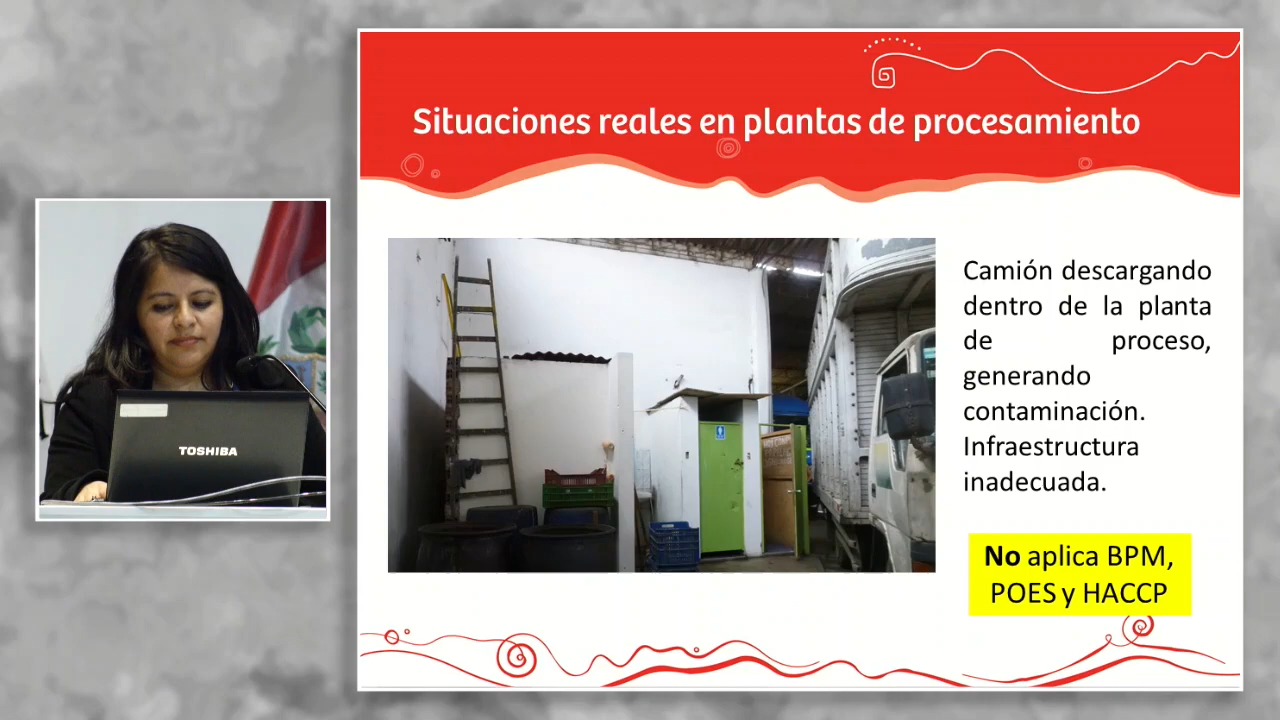 Situaciones reales en plantas de procesamiento
Camión descargando
dentro de la planta
de proceso,
generando
contaminación.
Infraestructura
inadecuada.
No aplica BPM,
POES y HACCP
TOSHIBA